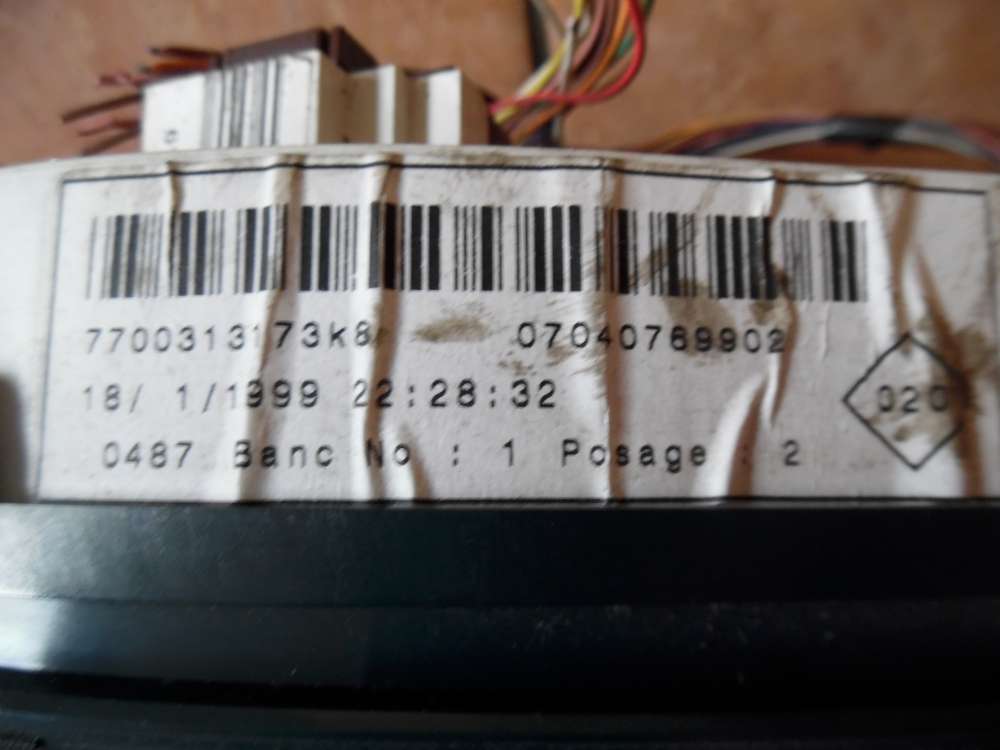 7700313173k8 07040769902
18/ 1/1999 22:28:32
020
0487 Banc No : 1 Posage : 2